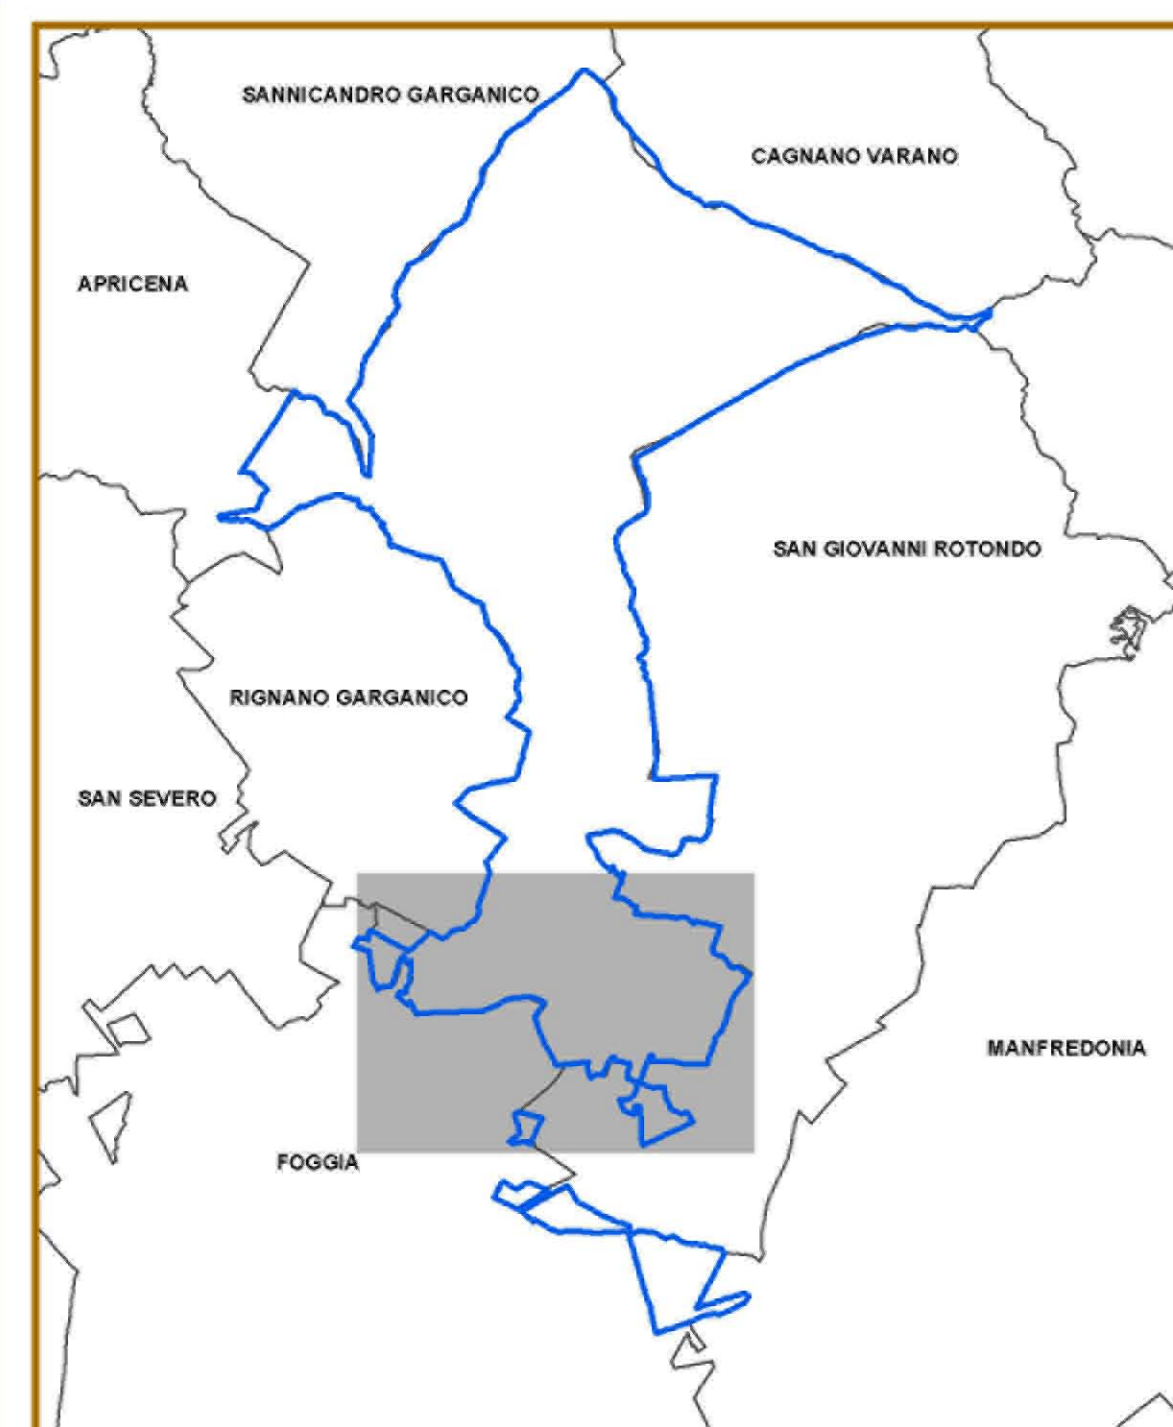 SANNICANDRO GARGANICO
CAGNANO VARANO
APRICENA
SAN GIOVANNI ROTONDO
RIGNANO GARGANICO
SAN SEVERO
MANFREDONIA
FOGGIA